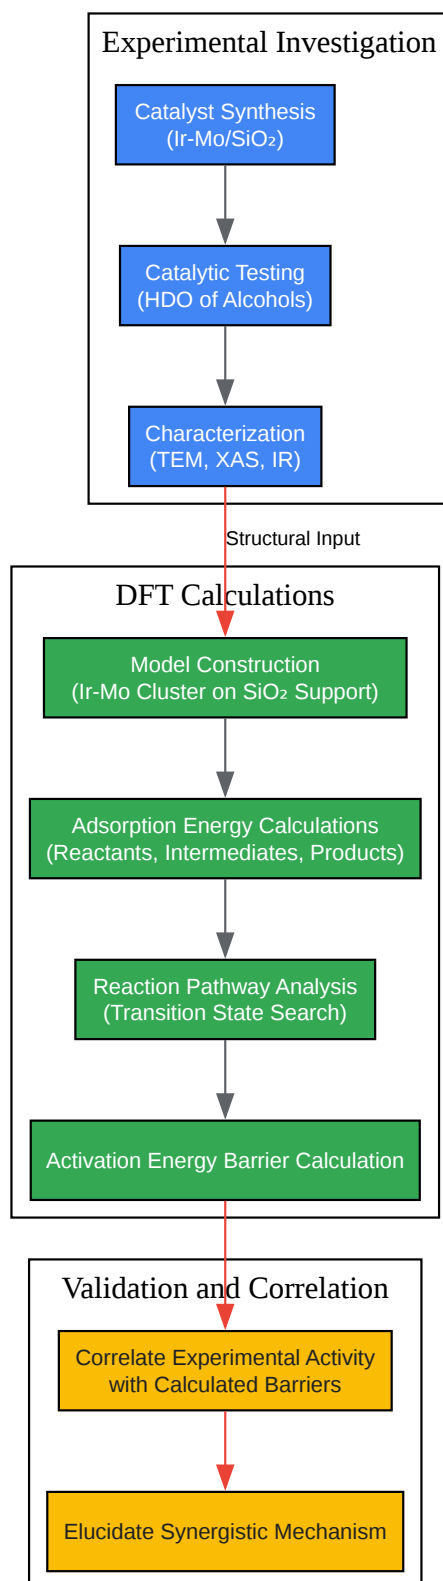 Experimental Investigation
Catalyst Synthesis
(Ir-Mo/SiO₂)
Catalytic Testing
(HDO of Alcohols)
Characterization
(TEM, XAS, IR)
Structural Input
DFT Calculations
Model Construction
(Ir-Mo Cluster on SiO₂ Support)
Adsorption Energy Calculations
(Reactants, Intermediates, Products)
Reaction Pathway Analysis
(Transition State Search)
Activation Energy Barrier Calculation
Validation and Correlation
Correlate Experimental Activity
with Calculated Barriers
Elucidate Synergistic Mechanism